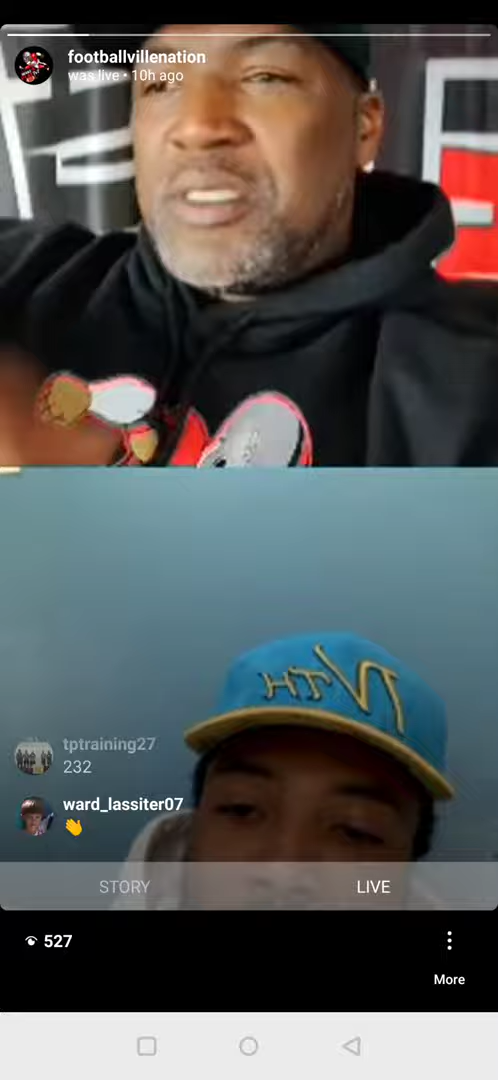 footballvillenation
was live • 10h ago
tptraining27
232
ward_lassiter07
👏
STORY
LIVE
527
More